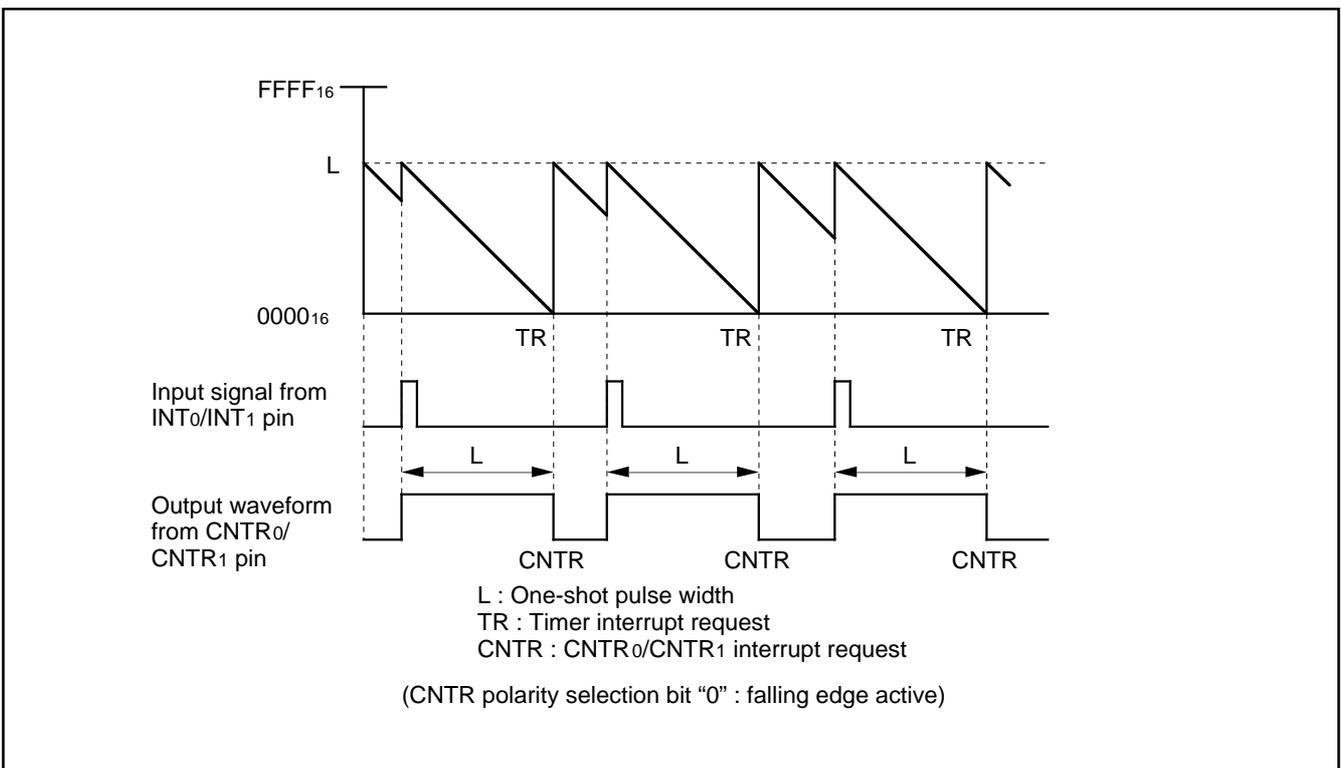 FFFF16
L
000016
TR TR TR
Input signal from
INT0/INT1 pin
L L L
Output waveform
from CNTR0/
CNTR1 pin
CNTR CNTR CNTR
L : One-shot pulse width
TR : Timer interrupt request
CNTR : CNTR0/CNTR1 interrupt request
(CNTR polarity selection bit “0” : falling edge active)